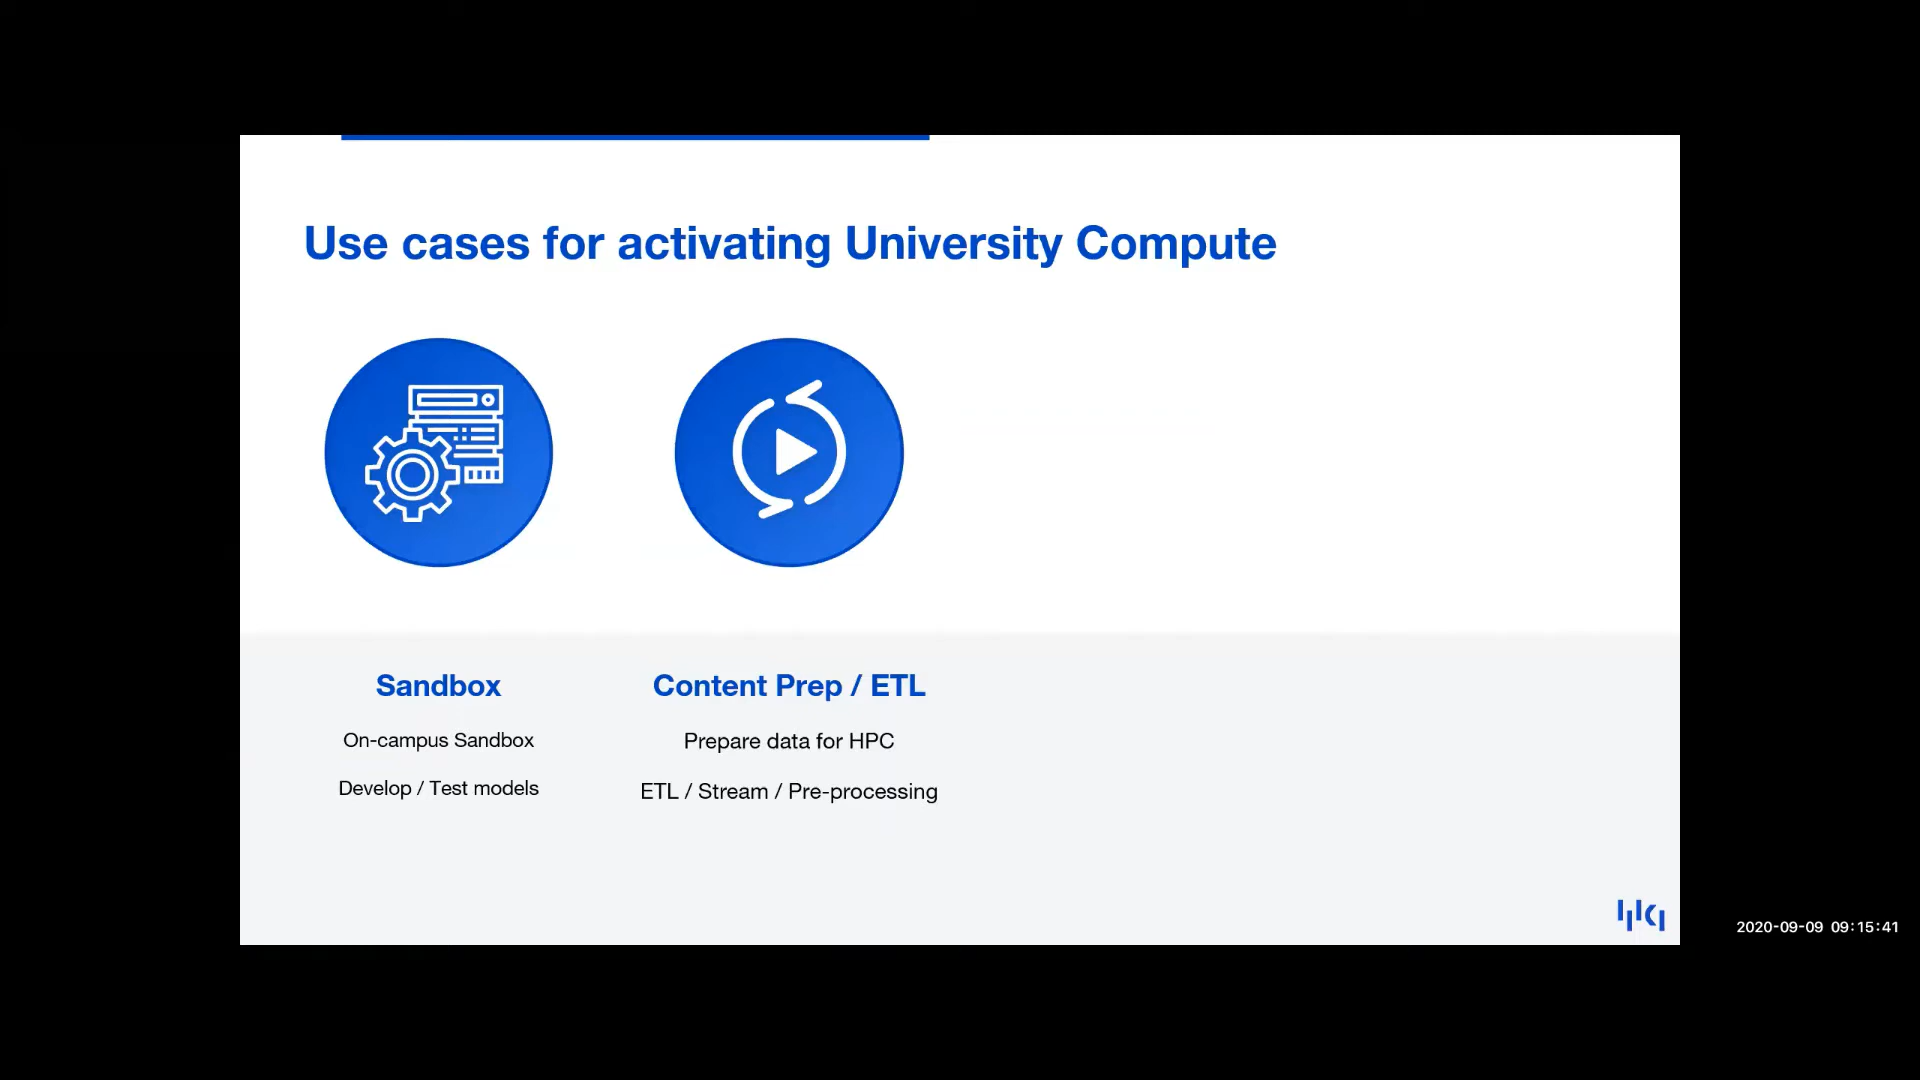 Use cases for activating University Compute
Sandbox
On-campus Sandbox
Develop / Test models
Content Prep / ETL
Prepare data for HPC
ETL / Stream / Pre-processing
2020-09-09 09:15:41